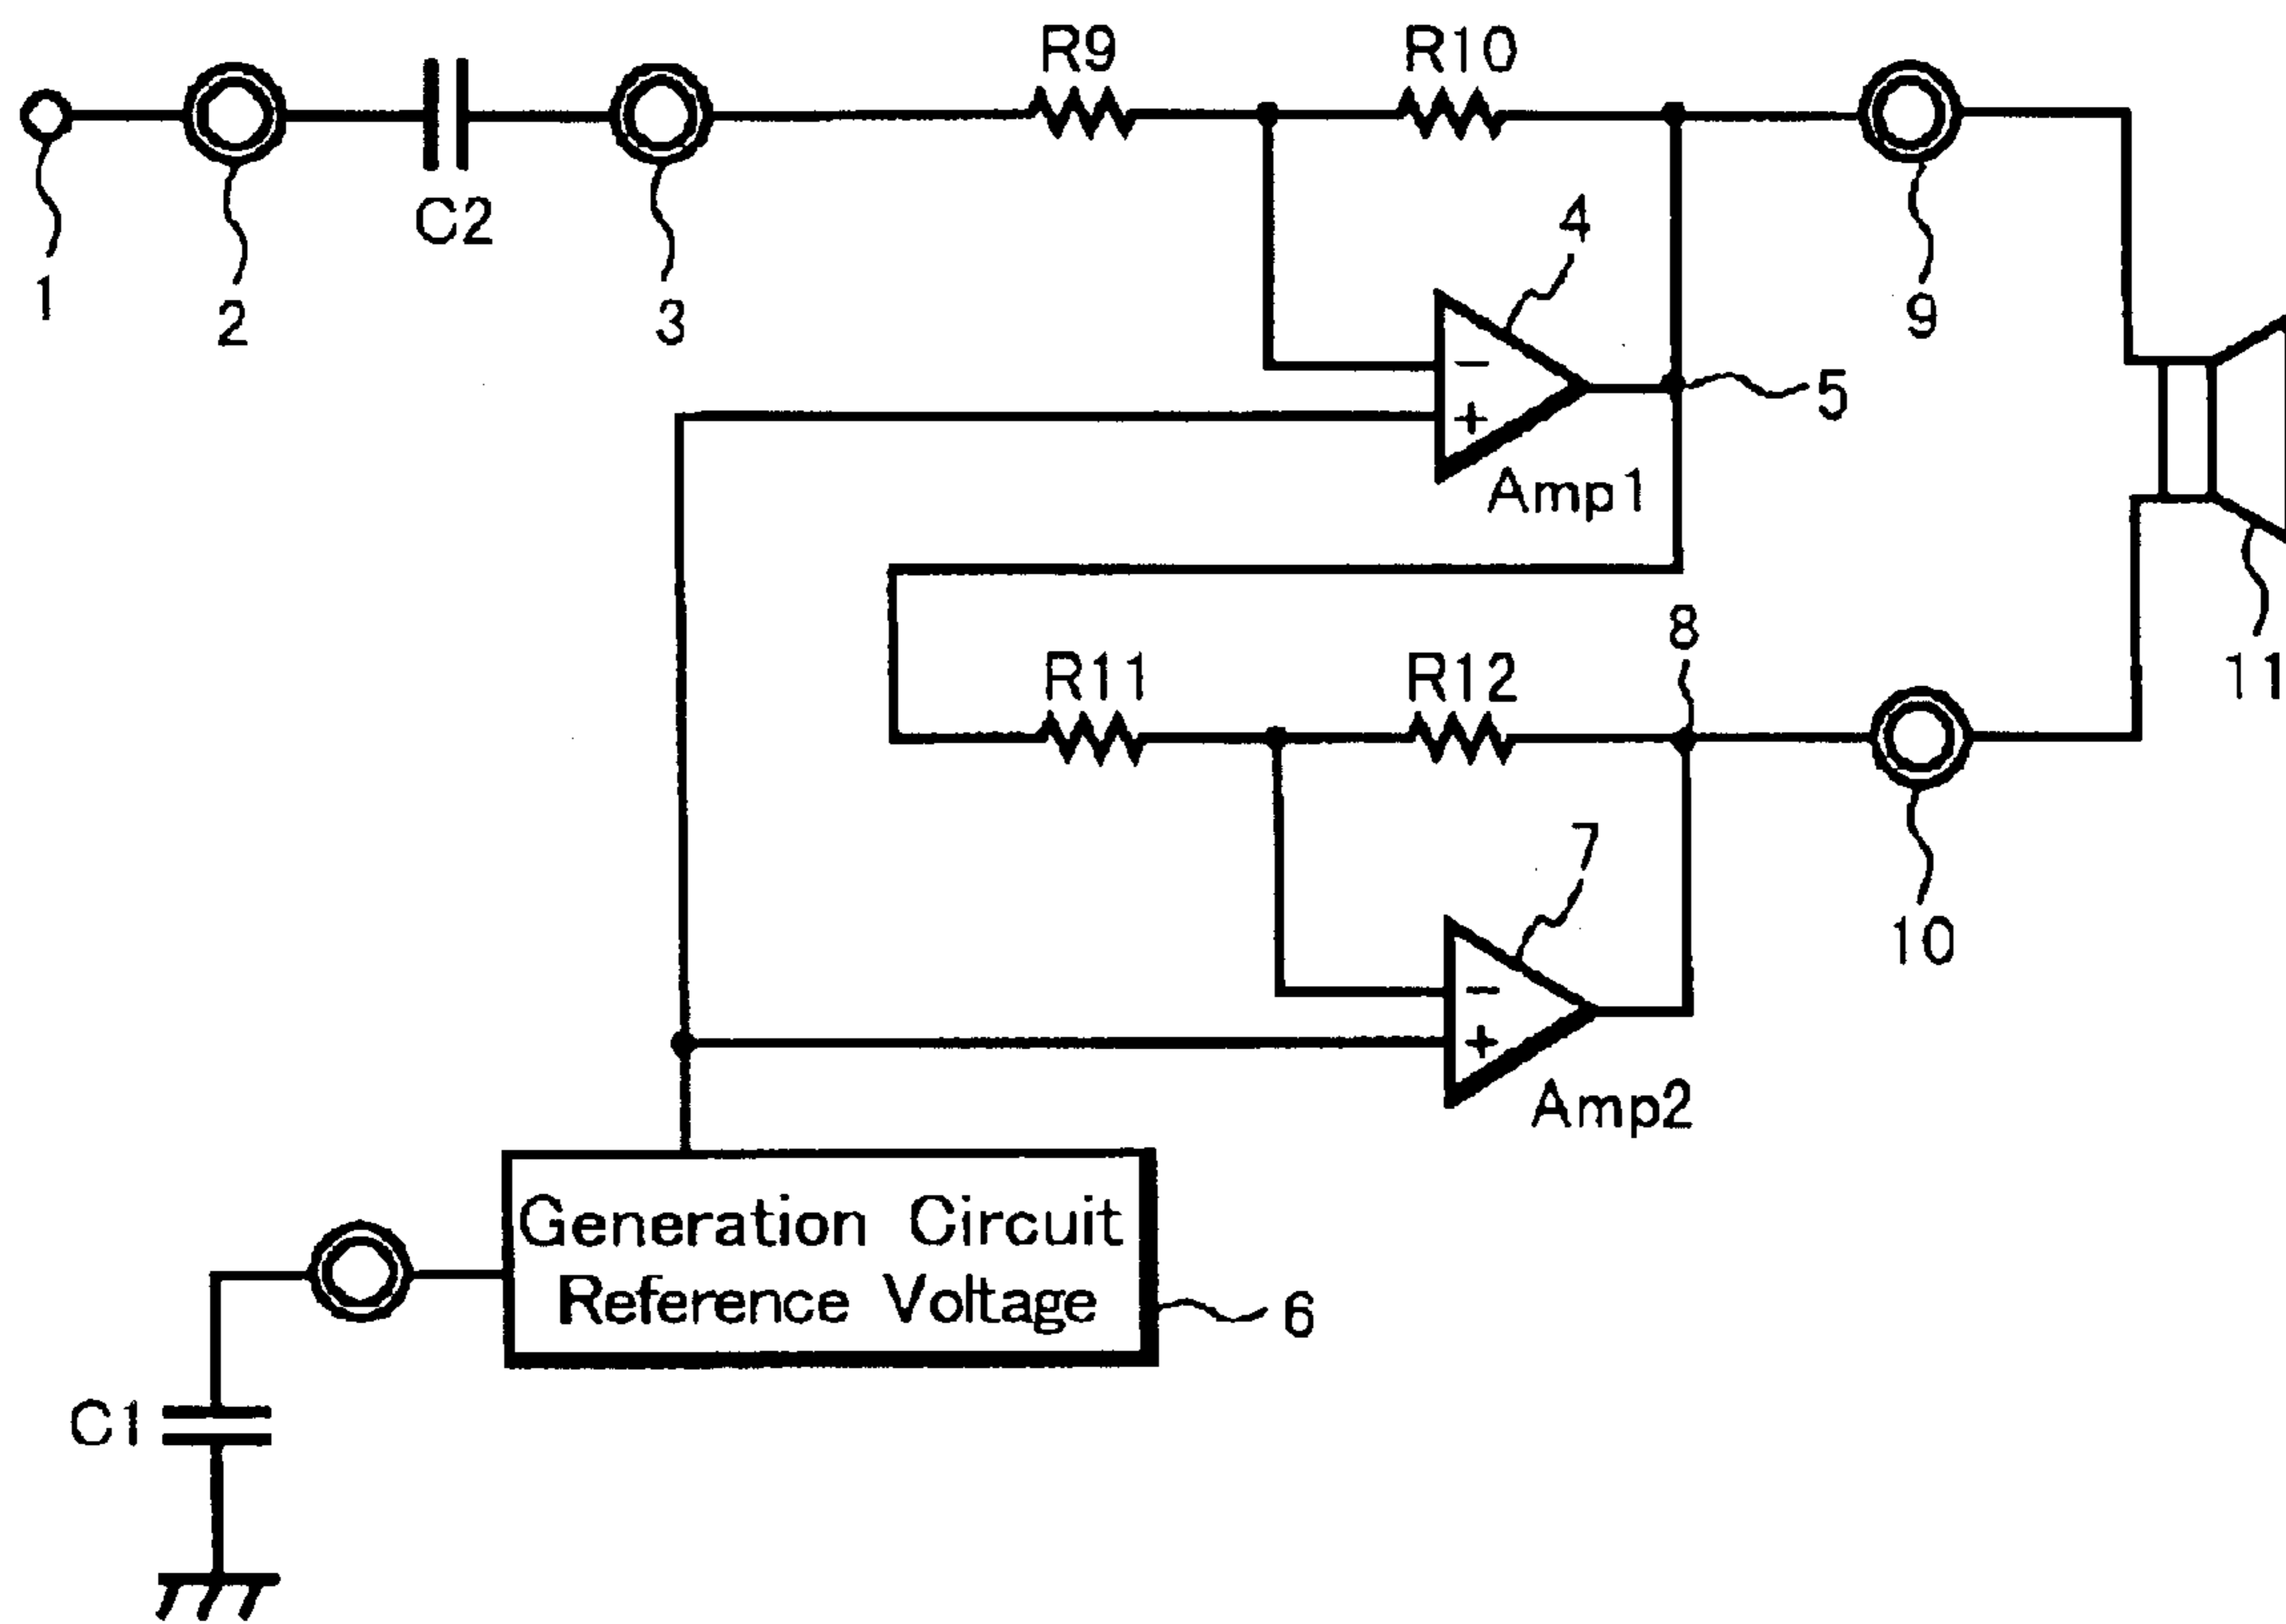 R9
R10
C2
4
1
2
3
9
5
Amp1
8
R11
R12
11
7
10
Amp2
Generation Circuit
Reference Voltage
6
C1